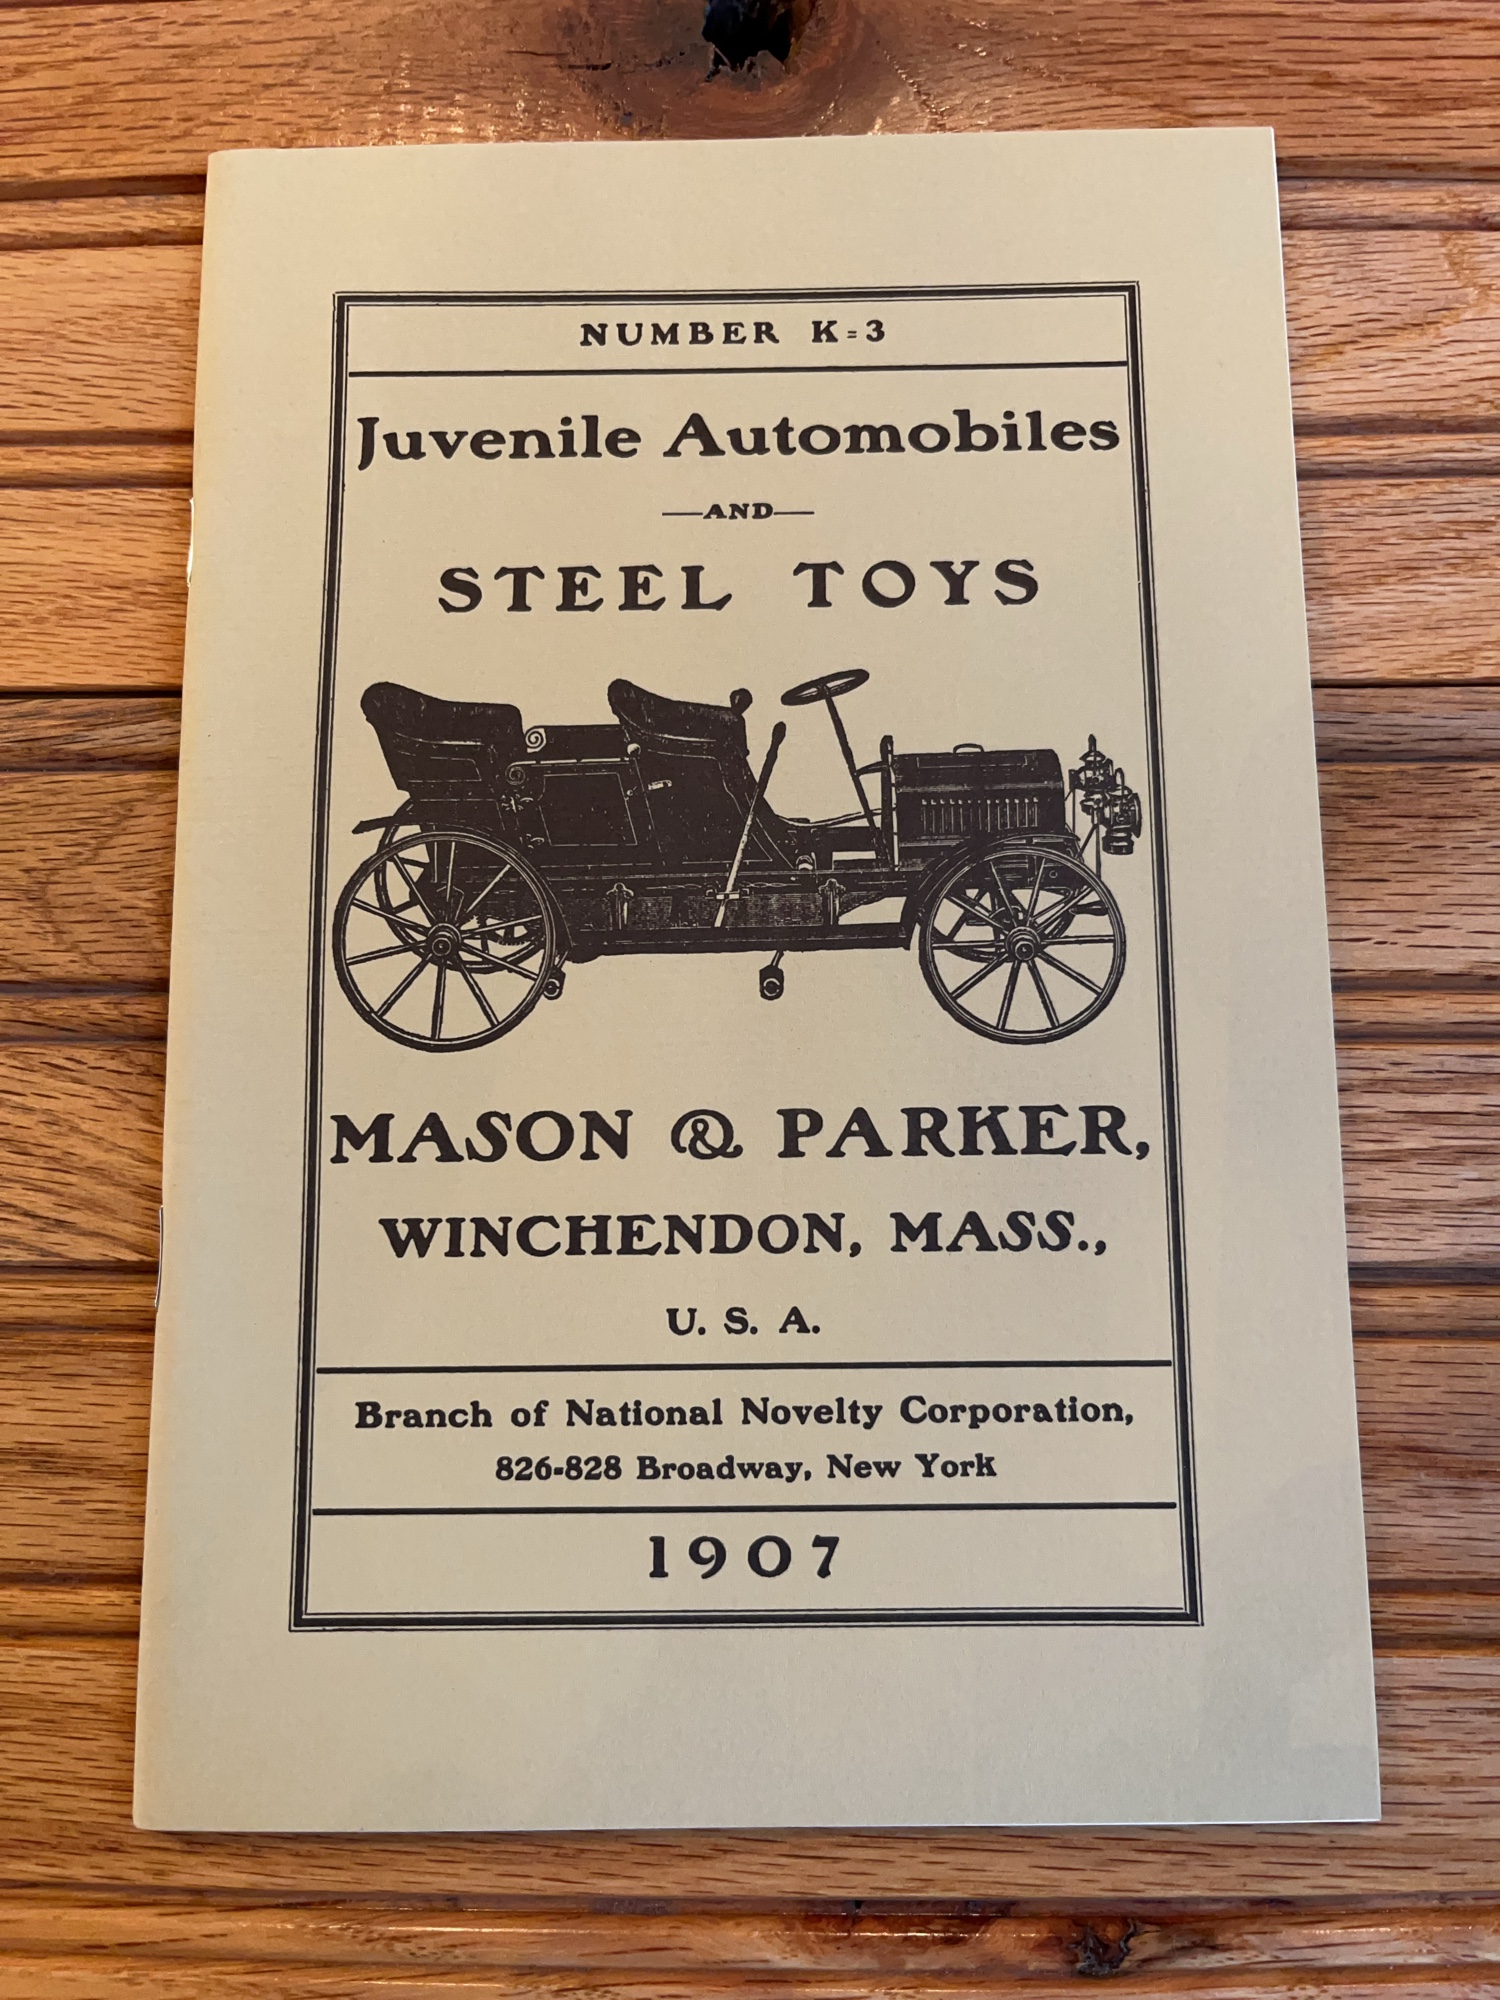 NUMBER K=3
Juvenile Automobiles
—AND—
STEEL TOYS
MASON & PARKER,
WINCHENDON, MASS.,
U. S. A.
Branch of National Novelty Corporation,
826-828 Broadway, New York
1907